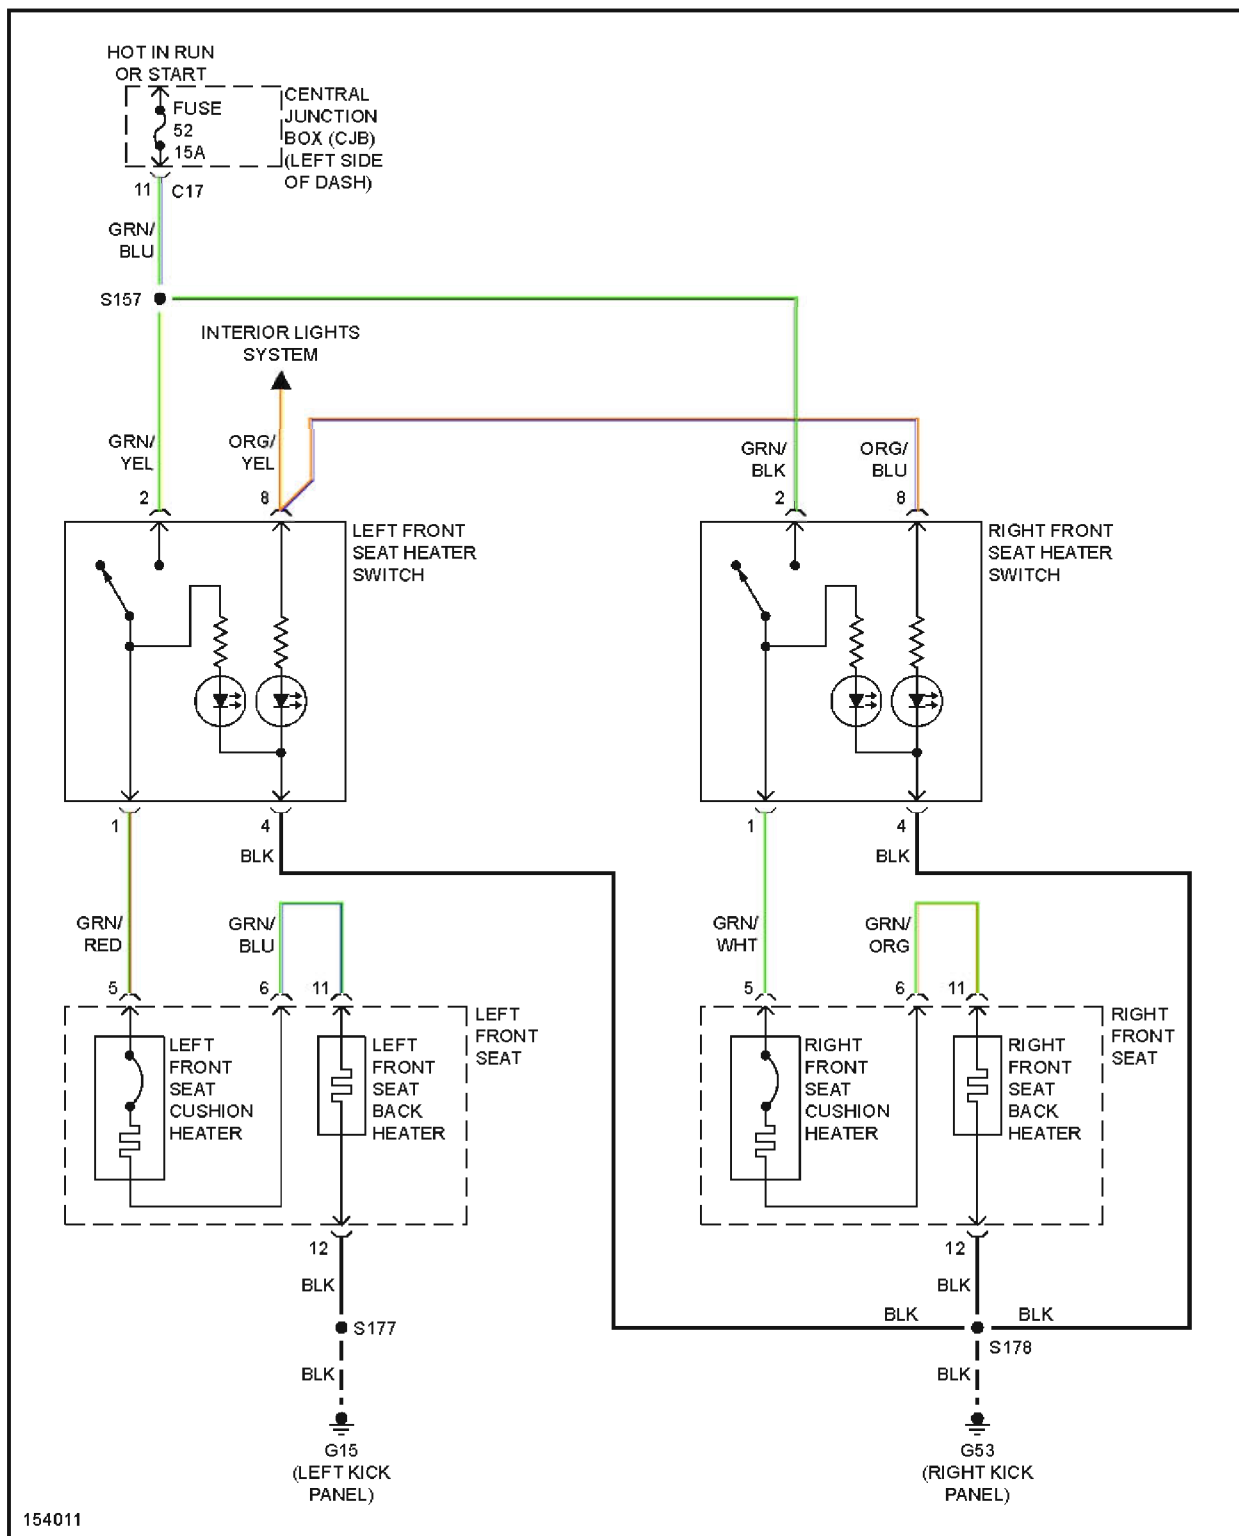 HOT IN RUN
OR START
FUSE
52
15A
CENTRAL
JUNCTION
BOX (CJB)
(LEFT SIDE
OF DASH)
11
C17
GRN/
BLU
S157
INTERIOR LIGHTS
SYSTEM
GRN/
YEL
ORG/
YEL
GRN/
BLK
ORG/
BLU
2
8
2
8
LEFT FRONT
SEAT HEATER
SWITCH
RIGHT FRONT
SEAT HEATER
SWITCH
1
4
BLK
1
4
BLK
GRN/
RED
GRN/
BLU
GRN/
WHT
GRN/
ORG
5
6
11
5
6
11
LEFT
FRONT
SEAT
RIGHT
FRONT
SEAT
LEFT
FRONT
SEAT
CUSHION
HEATER
LEFT
FRONT
SEAT
BACK
HEATER
RIGHT
FRONT
SEAT
CUSHION
HEATER
RIGHT
FRONT
SEAT
BACK
HEATER
12
BLK
12
BLK
BLK
BLK
S177
S178
BLK
BLK
G15
(LEFT KICK
PANEL)
G53
(RIGHT KICK
PANEL)
154011